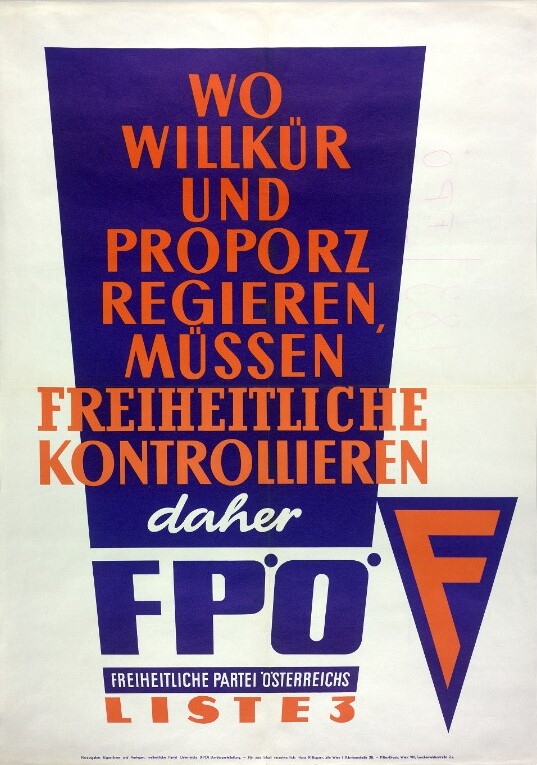 WO
WILLKÜR
UND
PROPORZ
REGIEREN,
MÜSSEN
FREIHEITLICHE
KONTROLLIEREN
daher
FPÖ
F
FREIHEITLICHE PARTEI ÖSTERREICHS
LISTE 3